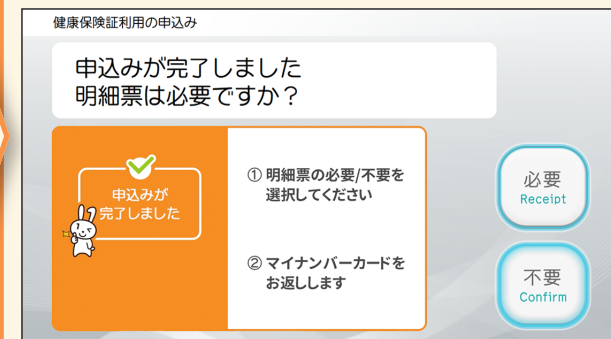 健康保険証利用の申込み
申込みが完了しました
明細票は必要ですか？
申込みが
完了しました
① 明細票の必要/不要を
選択してください
② マイナンバーカードを
お返しします
必要
Receipt
不要
Confirm